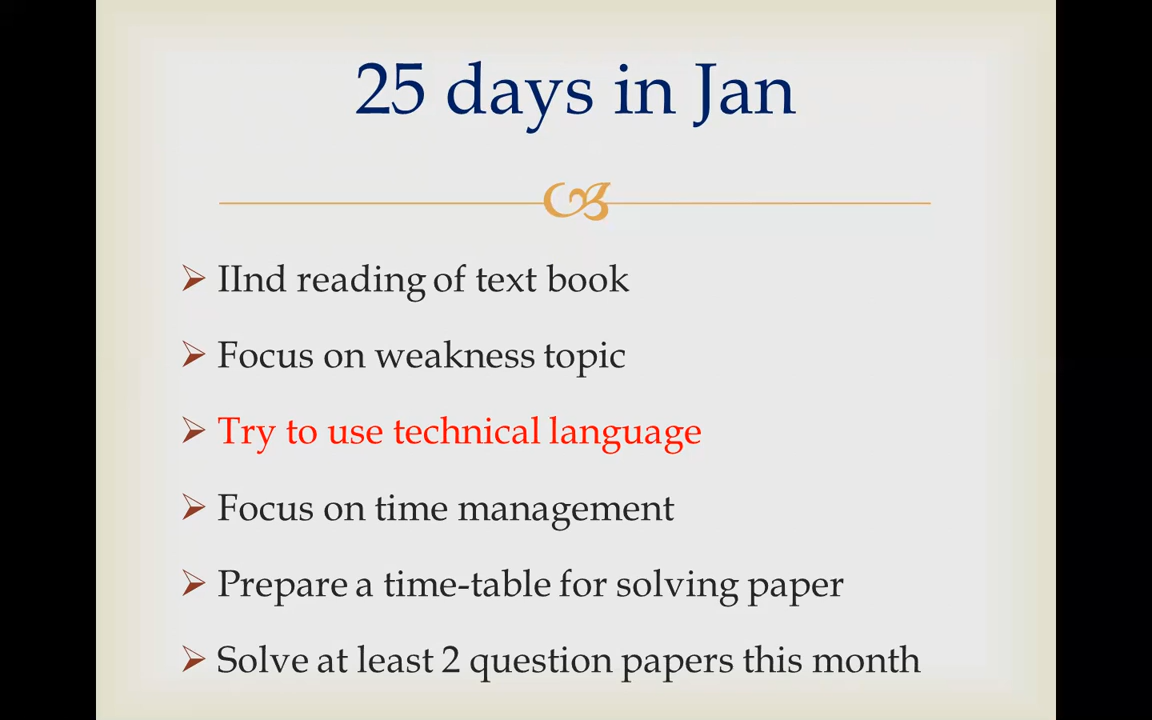 25 days in Jan
IInd reading of text book
Focus on weakness topic
Try to use technical language
Focus on time management
Prepare a time-table for solving paper
Solve at least 2 question papers this month